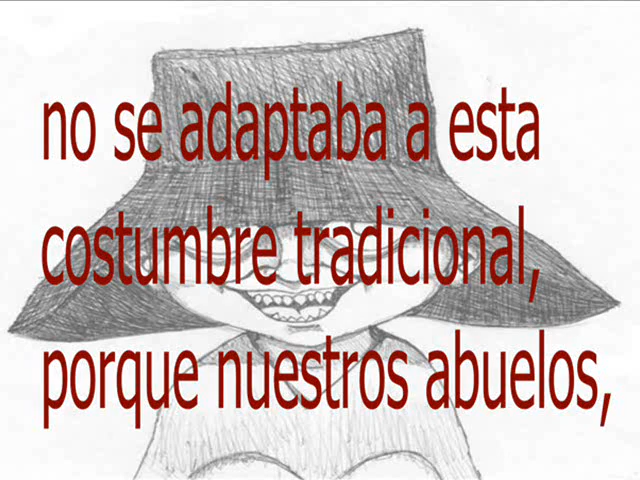 no se adaptaba a esta
costumbre tradicional,
porque nuestros abuelos,